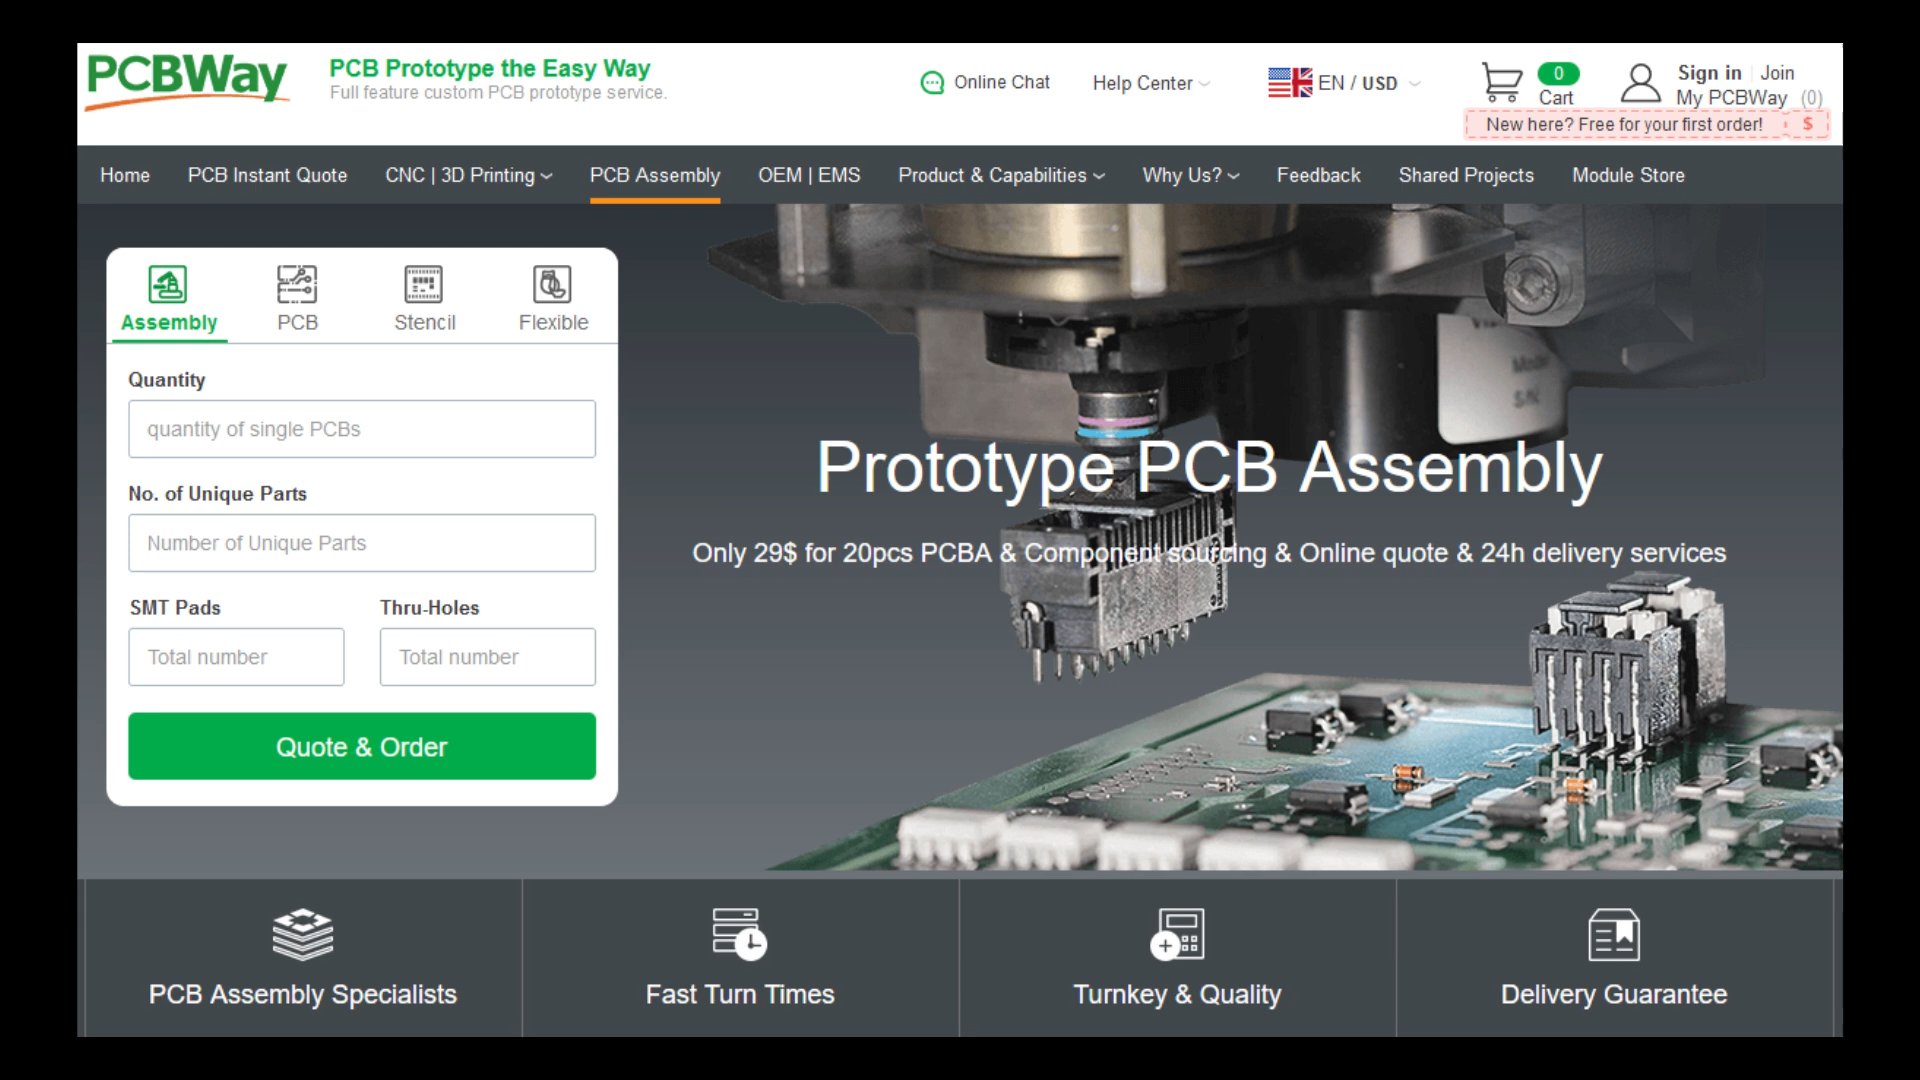 PCBWay
PCB Prototype the Easy Way
Full feature custom PCB prototype service.
Online Chat
Help Center
EN / USD
0
Cart
Sign in | Join
My PCBWay (0)
New here? Free for your first order! $
Home
PCB Instant Quote
CNC | 3D Printing
PCB Assembly
OEM | EMS
Product & Capabilities
Why Us?
Feedback
Shared Projects
Module Store
Assembly
PCB
Stencil
Flexible
Quantity
quantity of single PCBs
No. of Unique Parts
Number of Unique Parts
SMT Pads
Thru-Holes
Total number
Total number
Quote & Order
Prototype PCB Assembly
Only 29$ for 20pcs PCBA & Component sourcing & Online quote & 24h delivery services
PCB Assembly Specialists
Fast Turn Times
Turnkey & Quality
Delivery Guarantee